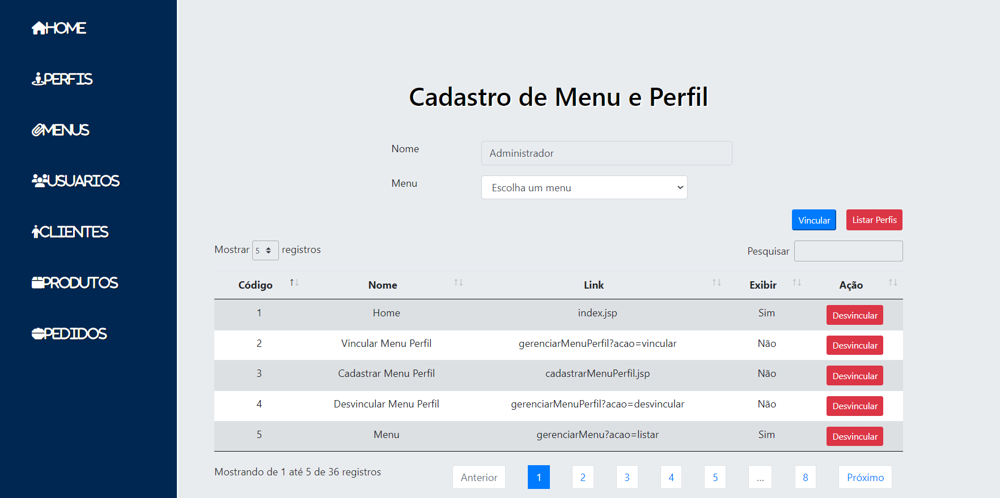 HOME
PERFIS
MENUS
USUARIOS
CLIENTES
PRODUTOS
PEDIDOS
Cadastro de Menu e Perfil
Nome Administrador
Menu Escolha um menu
Vincular Listar Perfis
Mostrar 5 registros Pesquisar
Código Nome Link Exibir Ação
1 Home index.jsp Sim Desvincular
2 Vincular Menu Perfil gerenciarMenuPerfil?acao=vincular Não Desvincular
3 Cadastrar Menu Perfil cadastrarMenuPerfil.jsp Não Desvincular
4 Desvincular Menu Perfil gerenciarMenuPerfil?acao=desvincular Não Desvincular
5 Menu gerenciarMenu?acao=listar Sim Desvincular
Mostrando de 1 até 5 de 36 registros Anterior 1 2 3 4 5 ... 8 Próximo